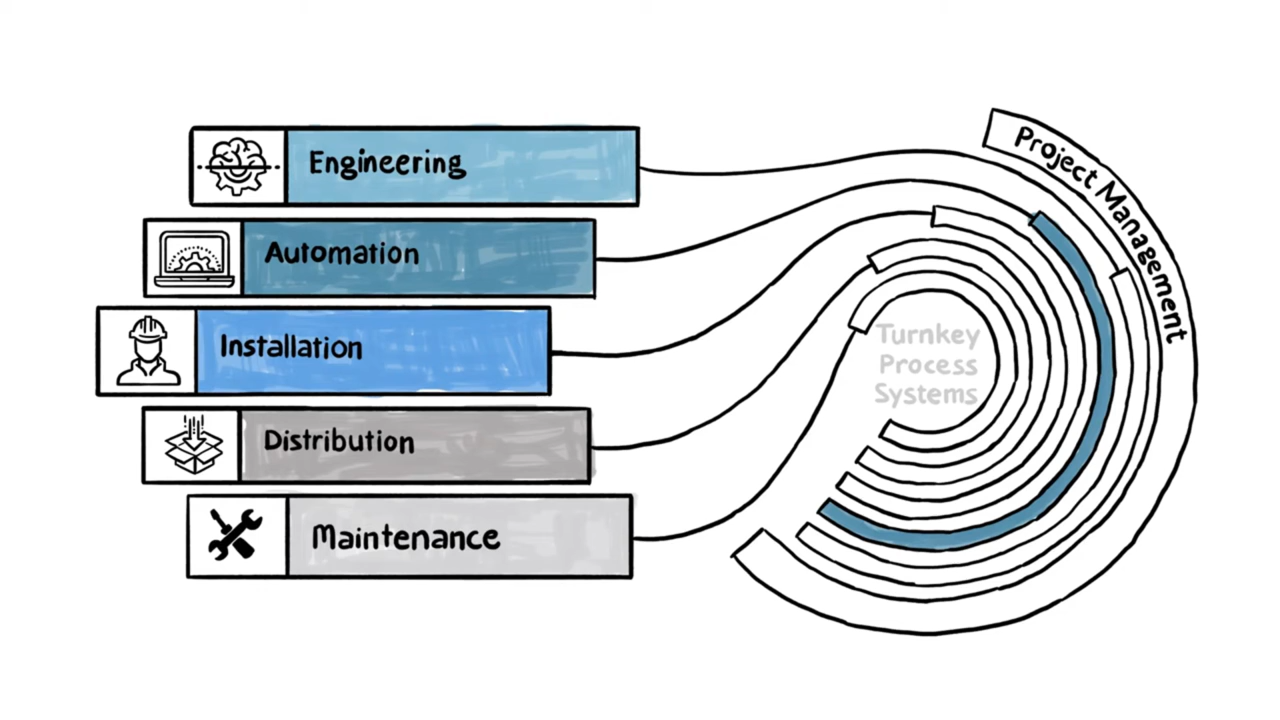 Engineering
Automation
Installation
Distribution
Maintenance
Project Management
Turnkey
Process
Systems